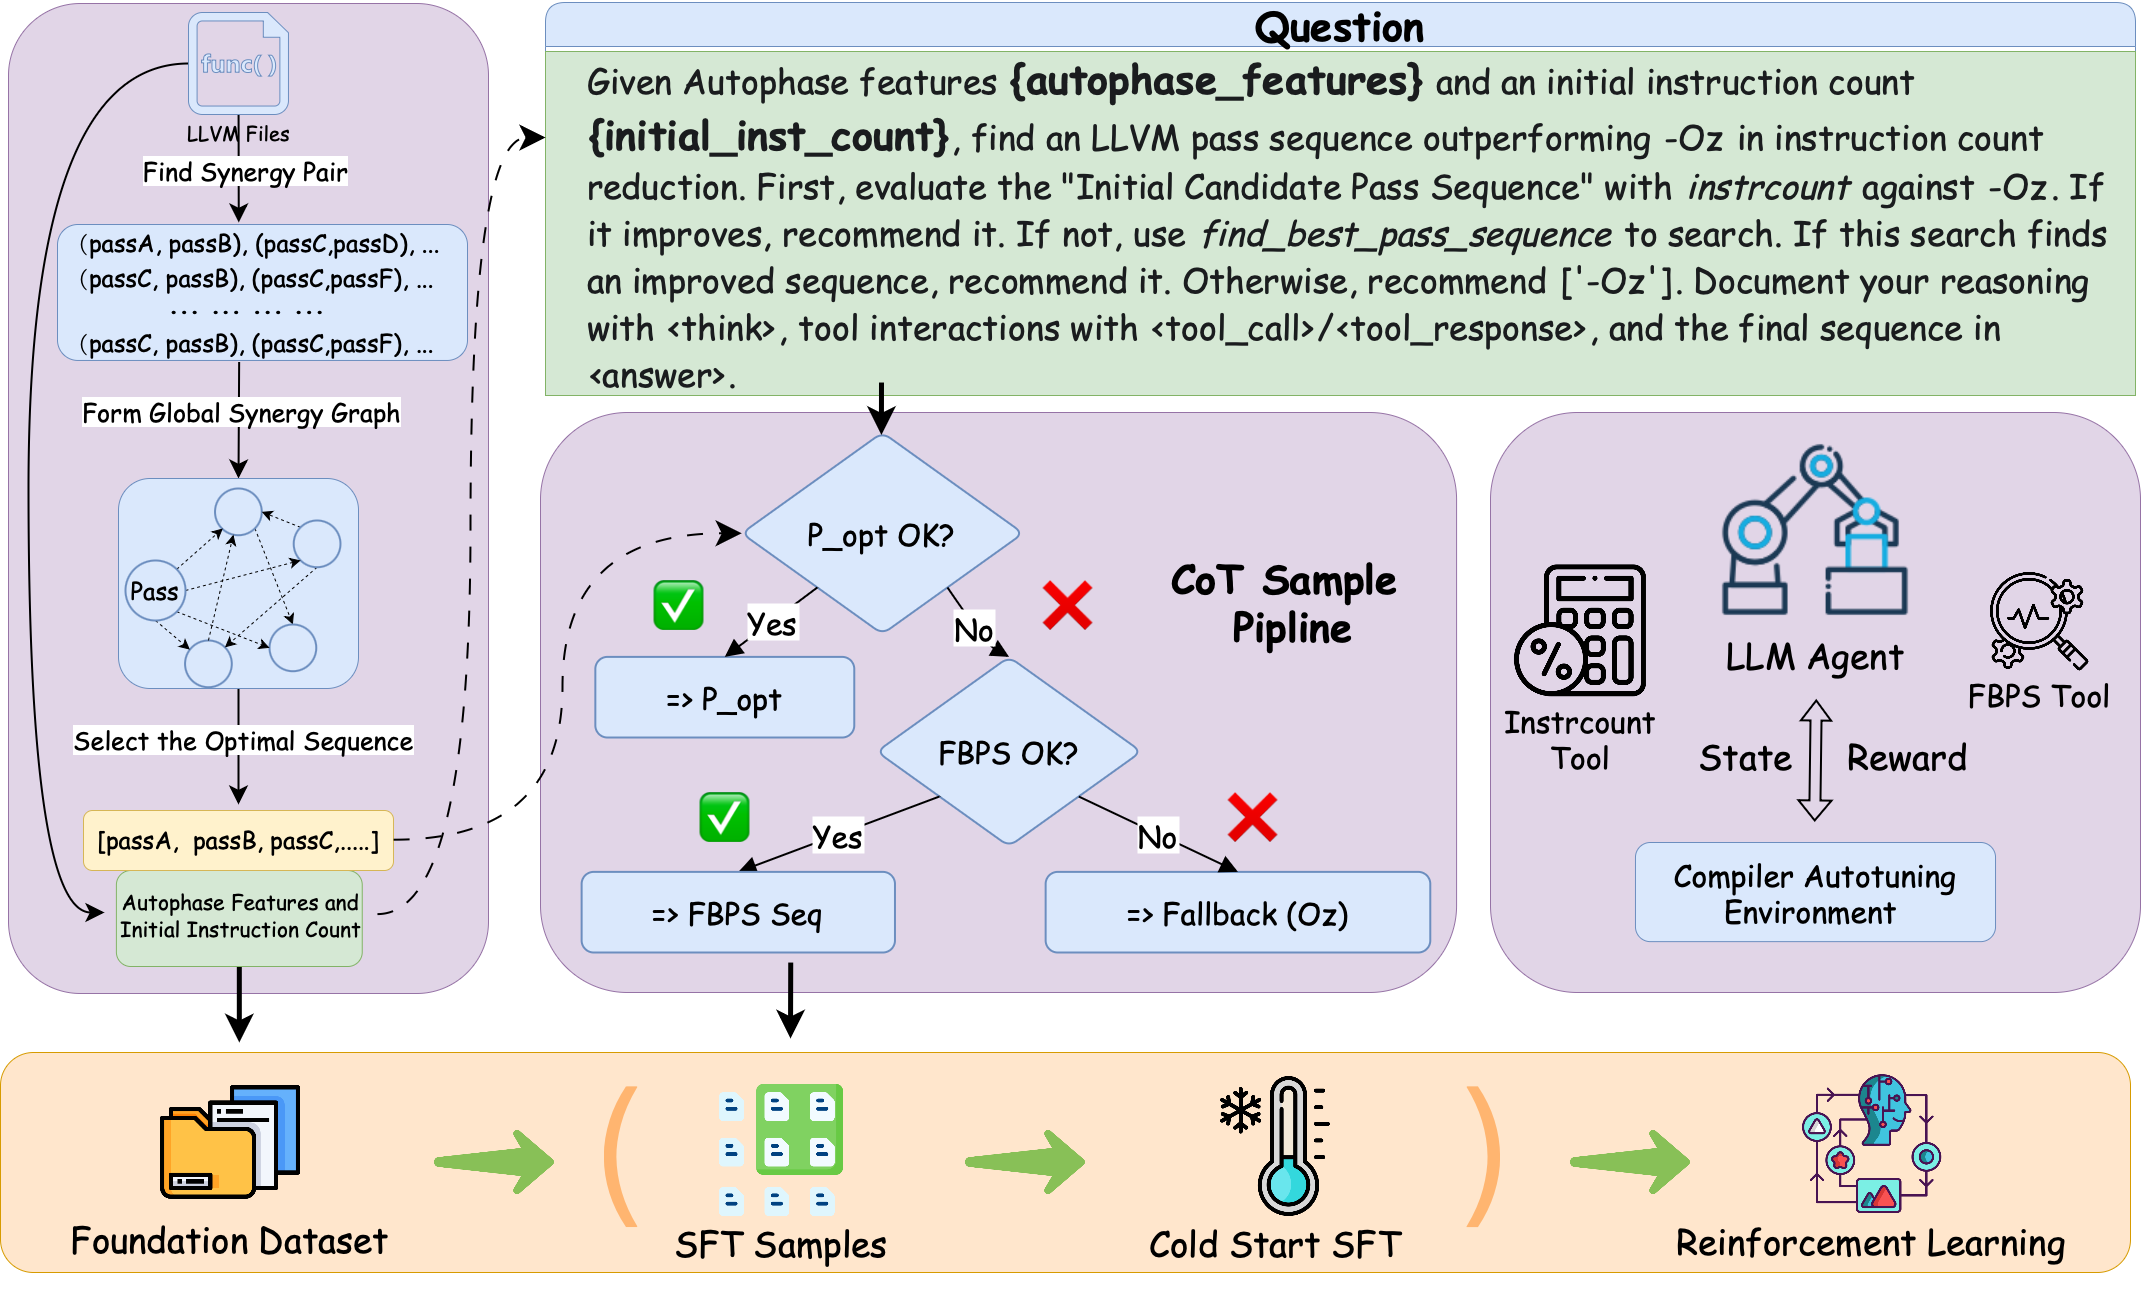 func( )
LLVM Files
Find Synergy Pair
(passA, passB), (passC,passD), ...
(passC, passB), (passC,passF), ...
... ... ... ...
(passC, passB), (passC,passF), ...
Form Global Synergy Graph
Pass
Select the Optimal Sequence
[passA, passB, passC,.....]
Autophase Features and
Initial Instruction Count
Question
Given Autophase features {autophase_features} and an initial instruction count
{initial_inst_count}, find an LLVM pass sequence outperforming -Oz in instruction count
reduction. First, evaluate the "Initial Candidate Pass Sequence" with instrcount against -Oz. If
it improves, recommend it. If not, use find_best_pass_sequence to search. If this search finds
an improved sequence, recommend it. Otherwise, recommend ['-Oz']. Document your reasoning
with <think>, tool interactions with <tool_call>/<tool_response>, and the final sequence in
<answer>.
P_opt OK?
Yes
No
=> P_opt
CoT Sample
Pipline
FBPS OK?
Yes
No
=> FBPS Seq
=> Fallback (Oz)
LLM Agent
Instrcount
Tool
FBPS Tool
State
Reward
Compiler Autotuning
Environment
Foundation Dataset
SFT Samples
Cold Start SFT
Reinforcement Learning